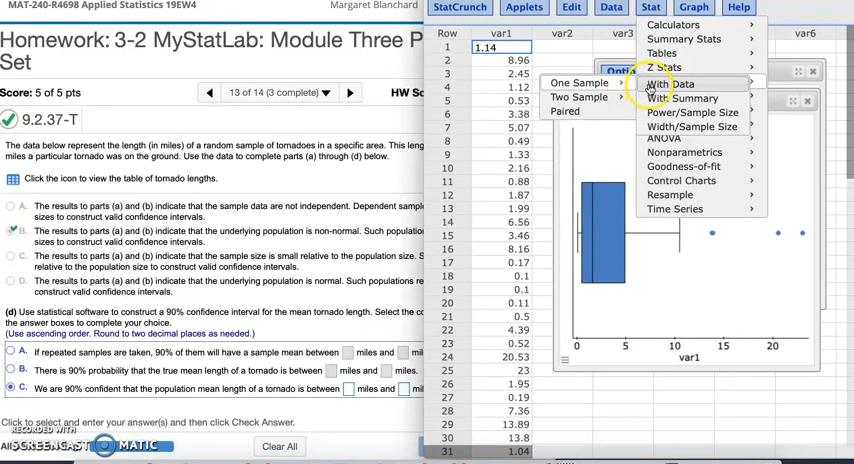 MAT-240-R4698 Applied Statistics 19EW4
Margaret Blanchard
Homework: 3-2 MyStatLab: Module Three P
Set
Score: 5 of 5 pts
13 of 14 (3 complete)
HW Sc
9.2.37-T
The data below represent the length (in miles) of a random sample of tornadoes in a specific area. This leng
miles a particular tornado was on the ground. Use the data to complete parts (a) through (d) below.
Click the icon to view the table of tornado lengths.
A. The results to parts (a) and (b) indicate that the sample data are not independent. Dependent sam
sizes to construct valid confidence intervals.
B. The results to parts (a) and (b) indicate that the underlying population is non-normal. Such populatio
sizes to construct valid confidence intervals.
C. The results to parts (a) and (b) indicate that the sample size is small relative to the population size. S
relative to the population size to construct valid confidence intervals.
D. The results to parts (a) and (b) indicate that the underlying population is normal. Such populations re
construct valid confidence intervals.
(d) Use statistical software to construct a 90% confidence interval for the mean tornado length. Select the co
the answer boxes to complete your choice.
(Use ascending order. Round to two decimal places as needed.)
A. If repeated samples are taken, 90% of them will have a sample mean between miles and mil
B. There is 90% probability that the true mean length of a tornado is between miles and miles.
C. We are 90% confident that the population mean length of a tornado is between miles and mil
Click to select and enter your answer(s) and then click Check Answer.
RECORDED WITH
SCREENCAST MATIC
Clear All
StatCrunch Applets Edit Data Stat Graph Help
Row var1 var2 var3 var6
1 1.14
2 8.96
3 2.45
4 1.12
5 0.53
6 3.38
7 5.07
8 0.49
9 1.33
10 2.16
11 0.88
12 1.87
13 1.99
14 6.56
15 3.46
16 8.16
17 0.17
18 0.1
19 0.1
20 0.11
21 0.5
22 4.39
23 0.52
24 20.53
25 23
26 1.95
27 0.19
28 7.36
29 13.89
30 13.8
31 1.04
Calculators
Summary Stats
Tables
Z Stats
ANOVA
Nonparametrics
Goodness-of-fit
Control Charts
Resample
Time Series
One Sample
Two Sample
Paired
With Data
With Summary
Power/Sample Size
Width/Sample Size
Optio
0 5 10 15 20
var1